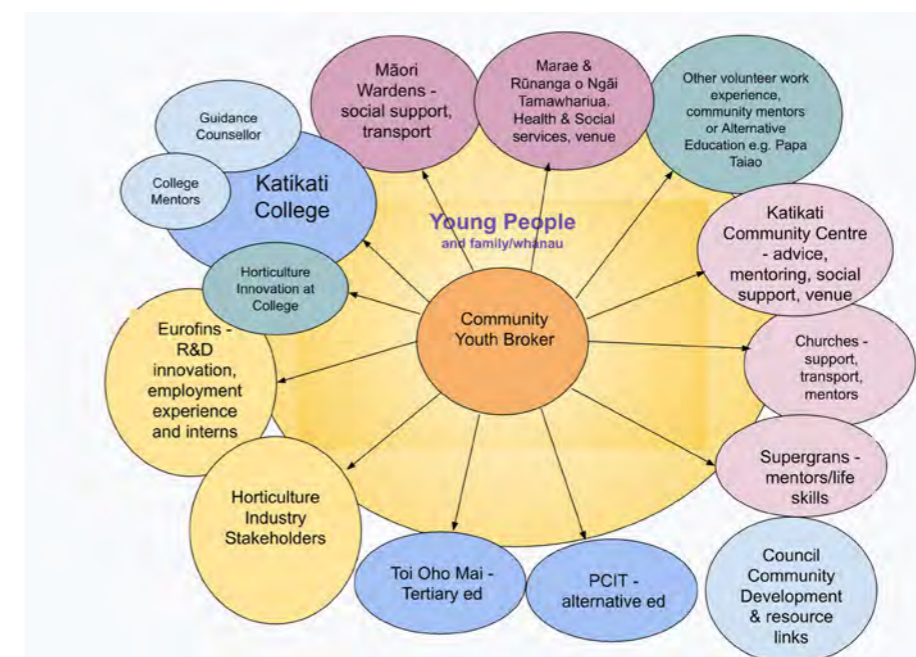 Māori
Wardens -
social support,
transport
Marae &
Rūnanga o Ngāi
Tamawhariua.
Health & Social
services, venue
Other volunteer work
experience,
community mentors
or Alternative
Education e.g. Papa
Taiao
Guidance
Counsellor
College
Mentors
Katikati
College
Young People
and family/whanau
Katikati
Community Centre
- advice,
mentoring, social
support, venue
Horticulture
Innovation at
College
Community
Youth Broker
Eurofins -
R&D
innovation,
employment
experience
and interns
Churches -
support,
transport,
mentors
Supergrans -
mentors/life
skills
Horticulture
Industry
Stakeholders
Toi Oho Mai -
Tertiary ed
PCIT -
alternative ed
Council
Community
Development
& resource
links